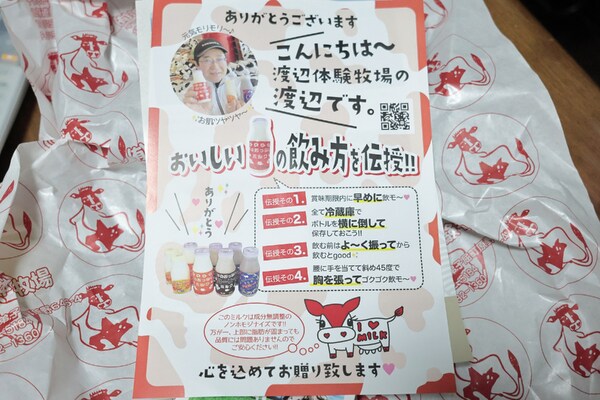 ありがとうございます
元気モリモリ〜♪
お肌ツヤツヤ〜
こんにちは〜
渡辺体験牧場の
渡辺です。
おいしい の飲み方を伝授!!
ありがとう
伝授その1. 賞味期限内に早めに飲モ〜♥
伝授その2. 全て冷蔵庫で
ボトルを横に倒して
保存しておこう!!
伝授その3. 飲む前はよ〜く振ってから
飲むとgood✨
伝授その4. 腰に手を当てて斜め45度で
胸を張ってゴクゴク飲モ〜♥
このミルクは成分無調整の
ノンホモジナイズです!!
万が一、上部に脂肪が固まっても
品質には問題ありませんので
ご安心ください!!
I ♥
MILK
心を込めてお贈り致します♥